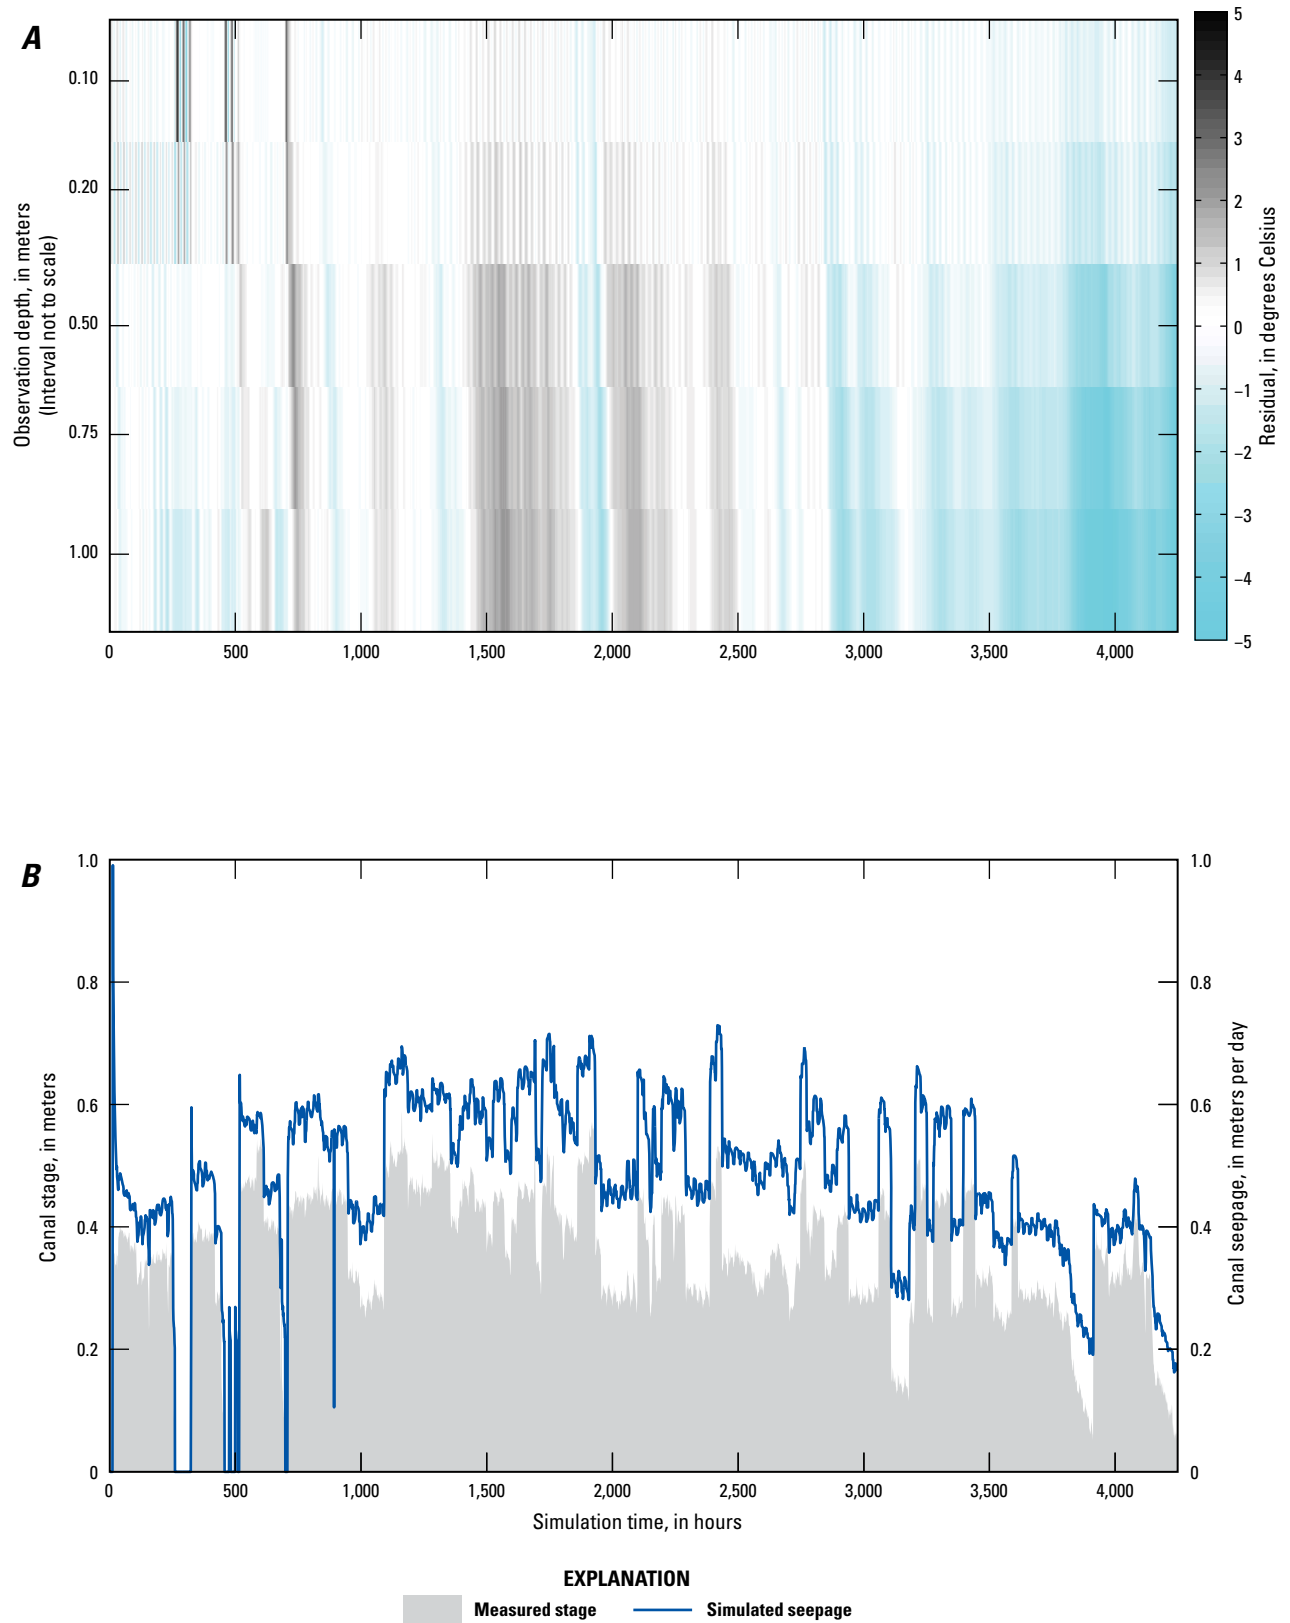 A
Observation depth, in meters
(Interval not to scale)
0.10
0.20
0.50
0.75
1.00
0 500 1,000 1,500 2,000 2,500 3,000 3,500 4,000
5
4
3
2
1
0
−1
−2
−3
−4
−5
Residual, in degrees Celsius
B
Canal stage, in meters
1.0
0.8
0.6
0.4
0.2
0
1.0
0.8
0.6
0.4
0.2
0
Canal seepage, in meters per day
0 500 1,000 1,500 2,000 2,500 3,000 3,500 4,000
Simulation time, in hours
EXPLANATION
Measured stage Simulated seepage